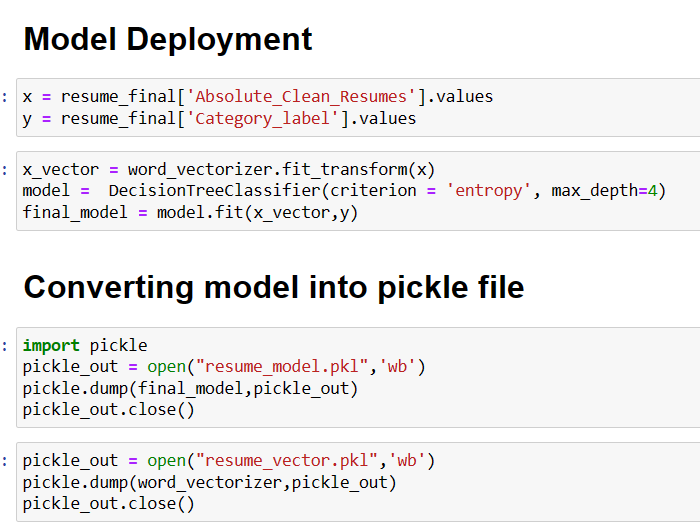 Model Deployment
: x = resume_final['Absolute_Clean_Resumes'].values
y = resume_final['Category_label'].values
: x_vector = word_vectorizer.fit_transform(x)
model =  DecisionTreeClassifier(criterion = 'entropy', max_depth=4)
final_model = model.fit(x_vector,y)
Converting model into pickle file
: import pickle
pickle_out = open("resume_model.pkl",'wb')
pickle.dump(final_model,pickle_out)
pickle_out.close()
: pickle_out = open("resume_vector.pkl",'wb')
pickle.dump(word_vectorizer,pickle_out)
pickle_out.close()